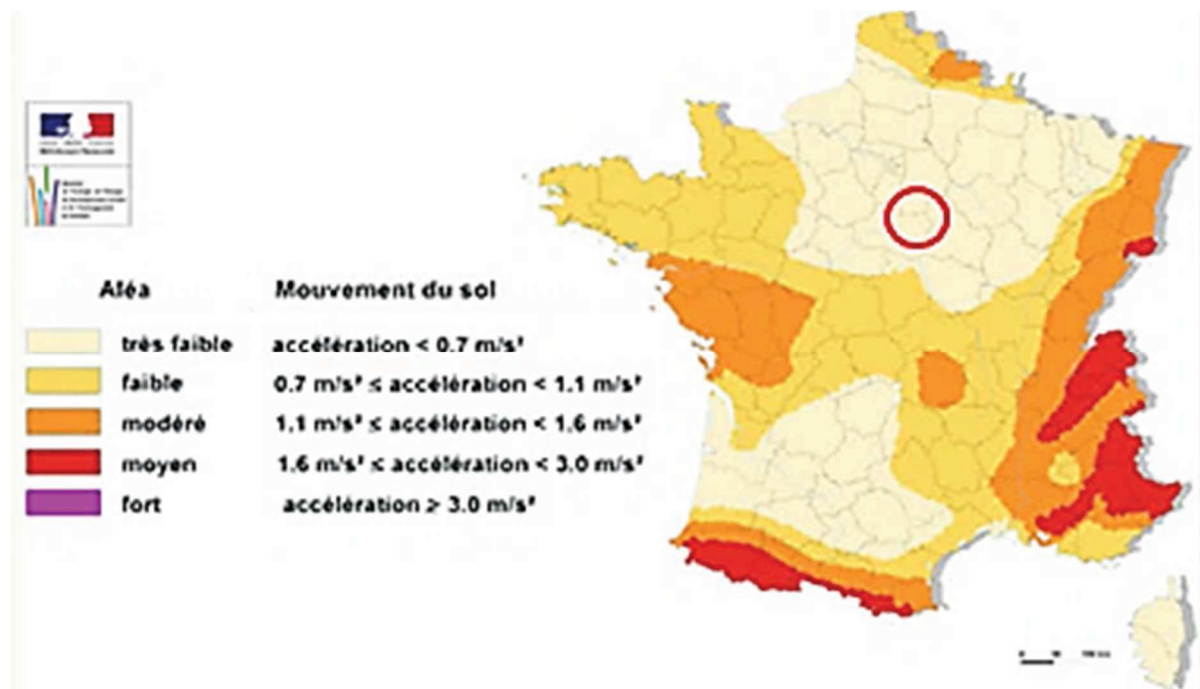 Aléa Mouvement du sol
très faible accélération < 0.7 m/s²
faible 0.7 m/s² ≤ accélération < 1.1 m/s²
modéré 1.1 m/s² ≤ accélération < 1.6 m/s²
moyen 1.6 m/s² ≤ accélération < 3.0 m/s²
fort accélération ≥ 3.0 m/s²